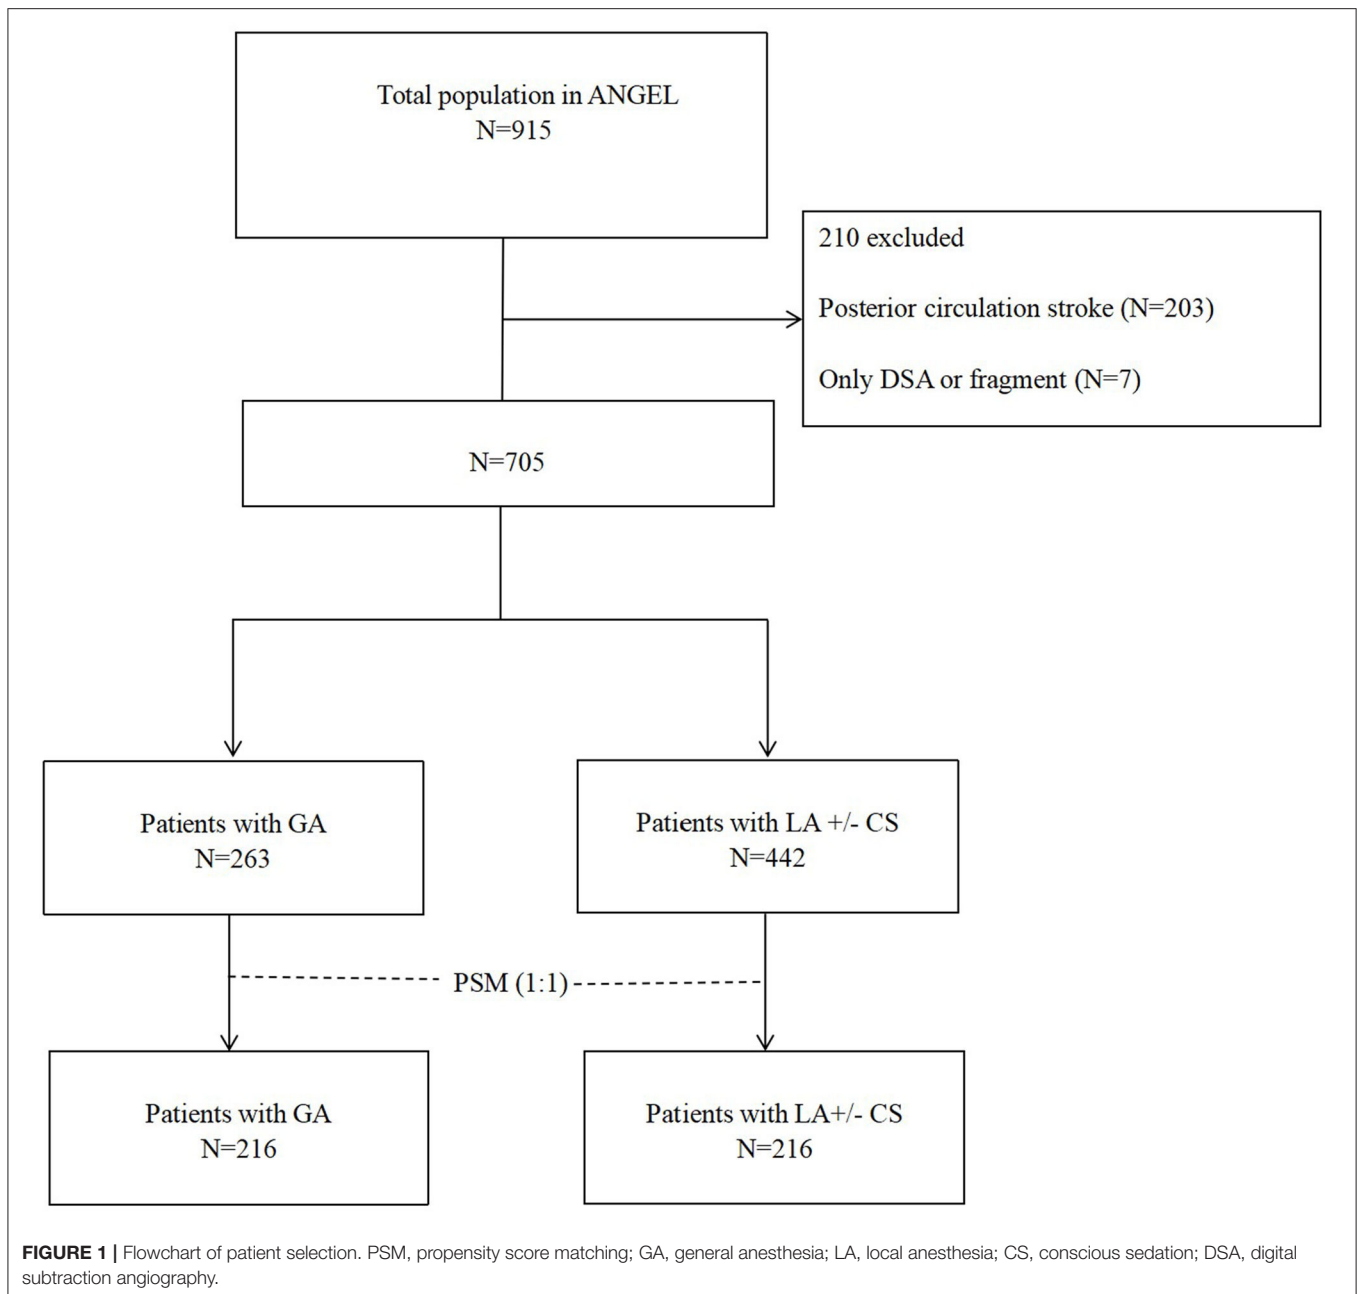 Total population in ANGEL
N=915
210 excluded
Posterior circulation stroke (N=203)
Only DSA or fragment (N=7)
N=705
Patients with GA
N=263
Patients with LA +/- CS
N=442
PSM (1:1)
Patients with GA
N=216
Patients with LA+/- CS
N=216
FIGURE 1 | Flowchart of patient selection. PSM, propensity score matching; GA, general anesthesia; LA, local anesthesia; CS, conscious sedation; DSA, digital
subtraction angiography.